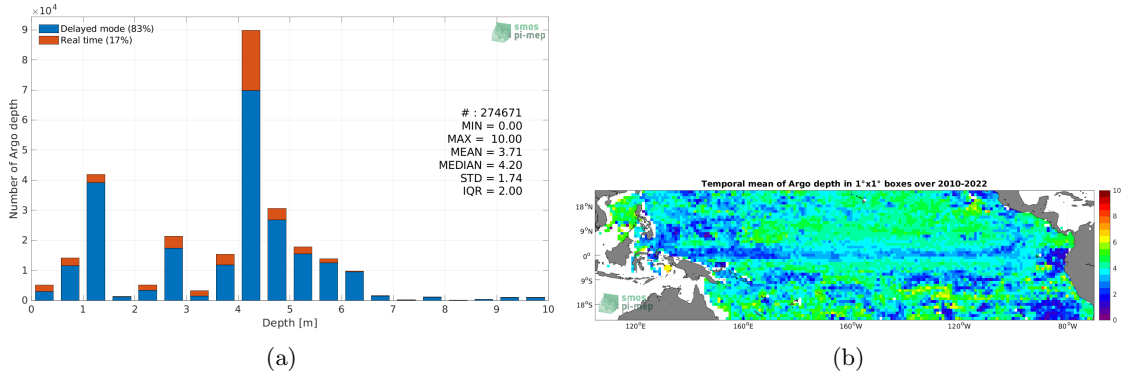 ×10⁴
9
8
7
6
5
4
3
2
1
0
Number of Argo depth
Delayed mode (83%)
Real time (17%)
smos
pi-mep
# : 274671
MIN = 0.00
MAX = 10.00
MEAN = 3.71
MEDIAN = 4.20
STD = 1.74
IQR = 2.00
0 1 2 3 4 5 6 7 8 9 10
Depth [m]
(a)
Temporal mean of Argo depth in 1°x1° boxes over 2010-2022
18°N
9°N
0°
9°S
18°S
smos
pi-mep
120°E 160°E 160°W 120°W 80°W
10
8
6
4
2
0
(b)